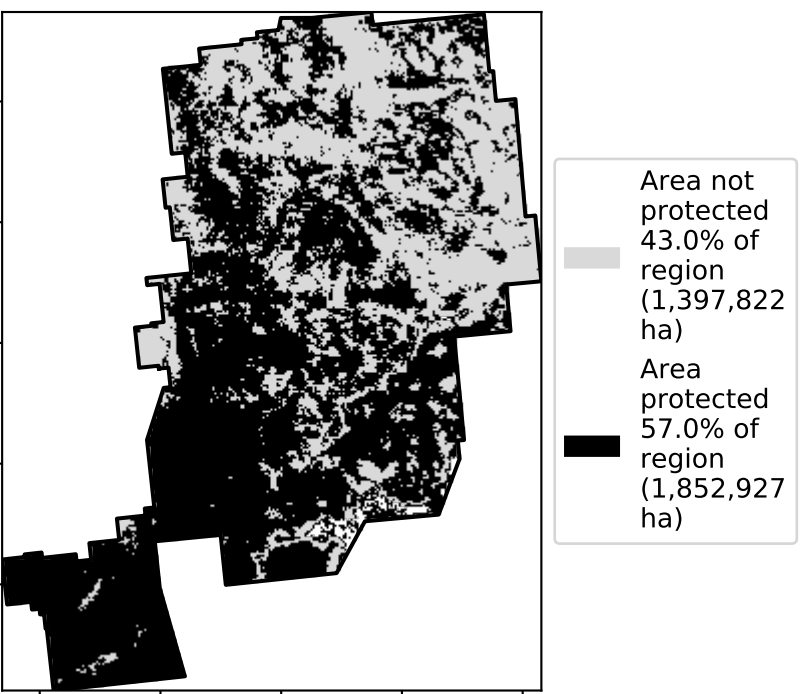 Area not
protected
43.0% of
region
(1,397,822
ha)
Area
protected
57.0% of
region
(1,852,927
ha)